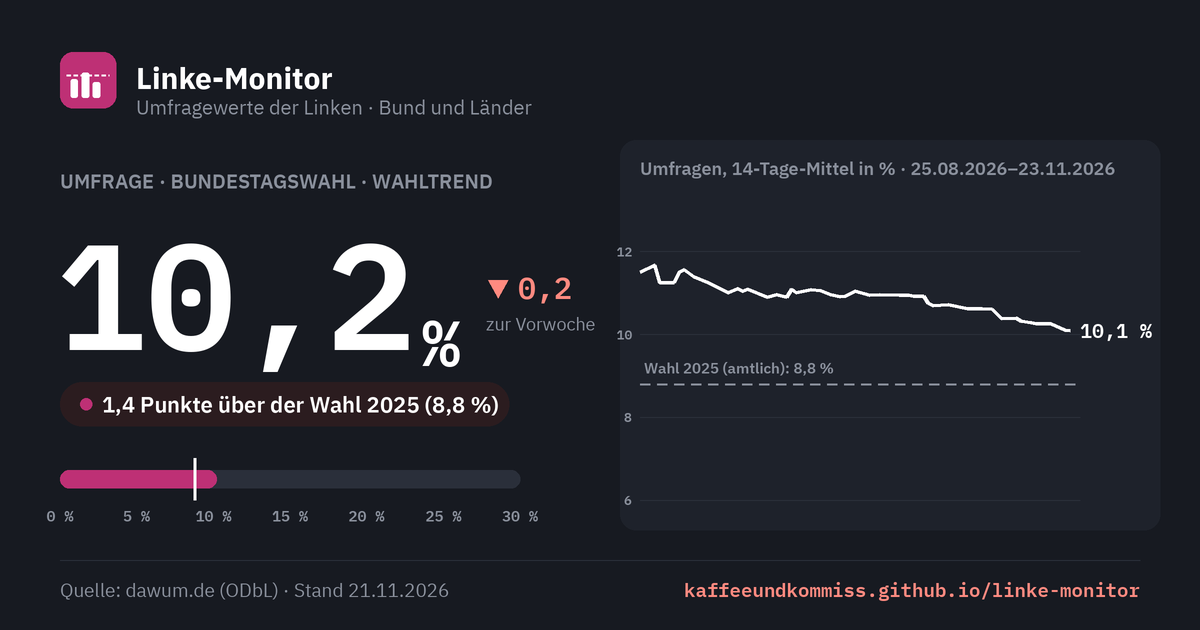 Linke-Monitor
Umfragewerte der Linken · Bund und Länder
UMFRAGE · BUNDESTAGSWAHL · WAHLTREND
10,2 %
▼ 0,2
zur Vorwoche
1,4 Punkte über der Wahl 2025 (8,8 %)
0 % 5 % 10 % 15 % 20 % 25 % 30 %
Umfragen, 14-Tage-Mittel in % · 25.08.2026–23.11.2026
12
10
10,1 %
Wahl 2025 (amtlich): 8,8 %
8
6
Quelle: dawum.de (ODbL) · Stand 21.11.2026
kaffeeundkommiss.github.io/linke-monitor